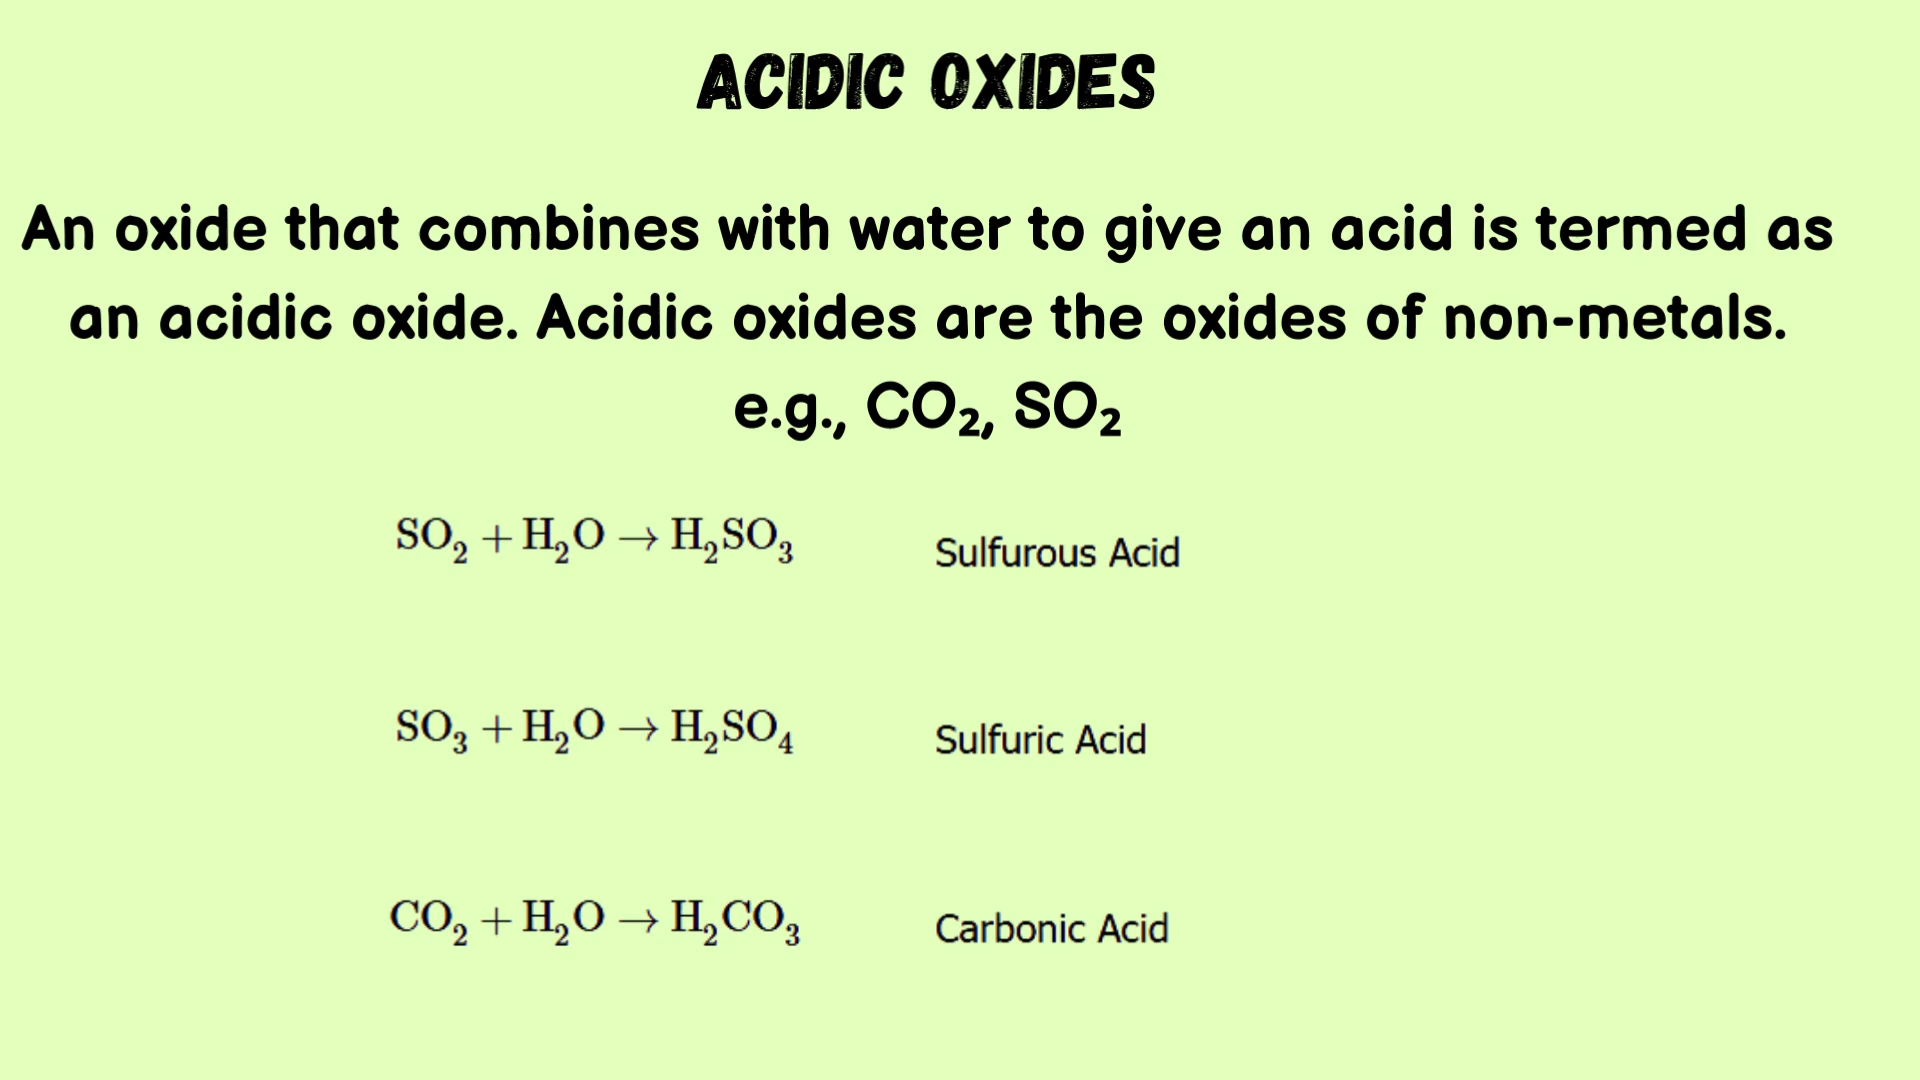 ACIDIC OXIDES
An oxide that combines with water to give an acid is termed as
an acidic oxide. Acidic oxides are the oxides of non-metals.
e.g., CO₂, SO₂
SO₂ + H₂O → H₂SO₃ Sulfurous Acid
SO₃ + H₂O → H₂SO₄ Sulfuric Acid
CO₂ + H₂O → H₂CO₃ Carbonic Acid